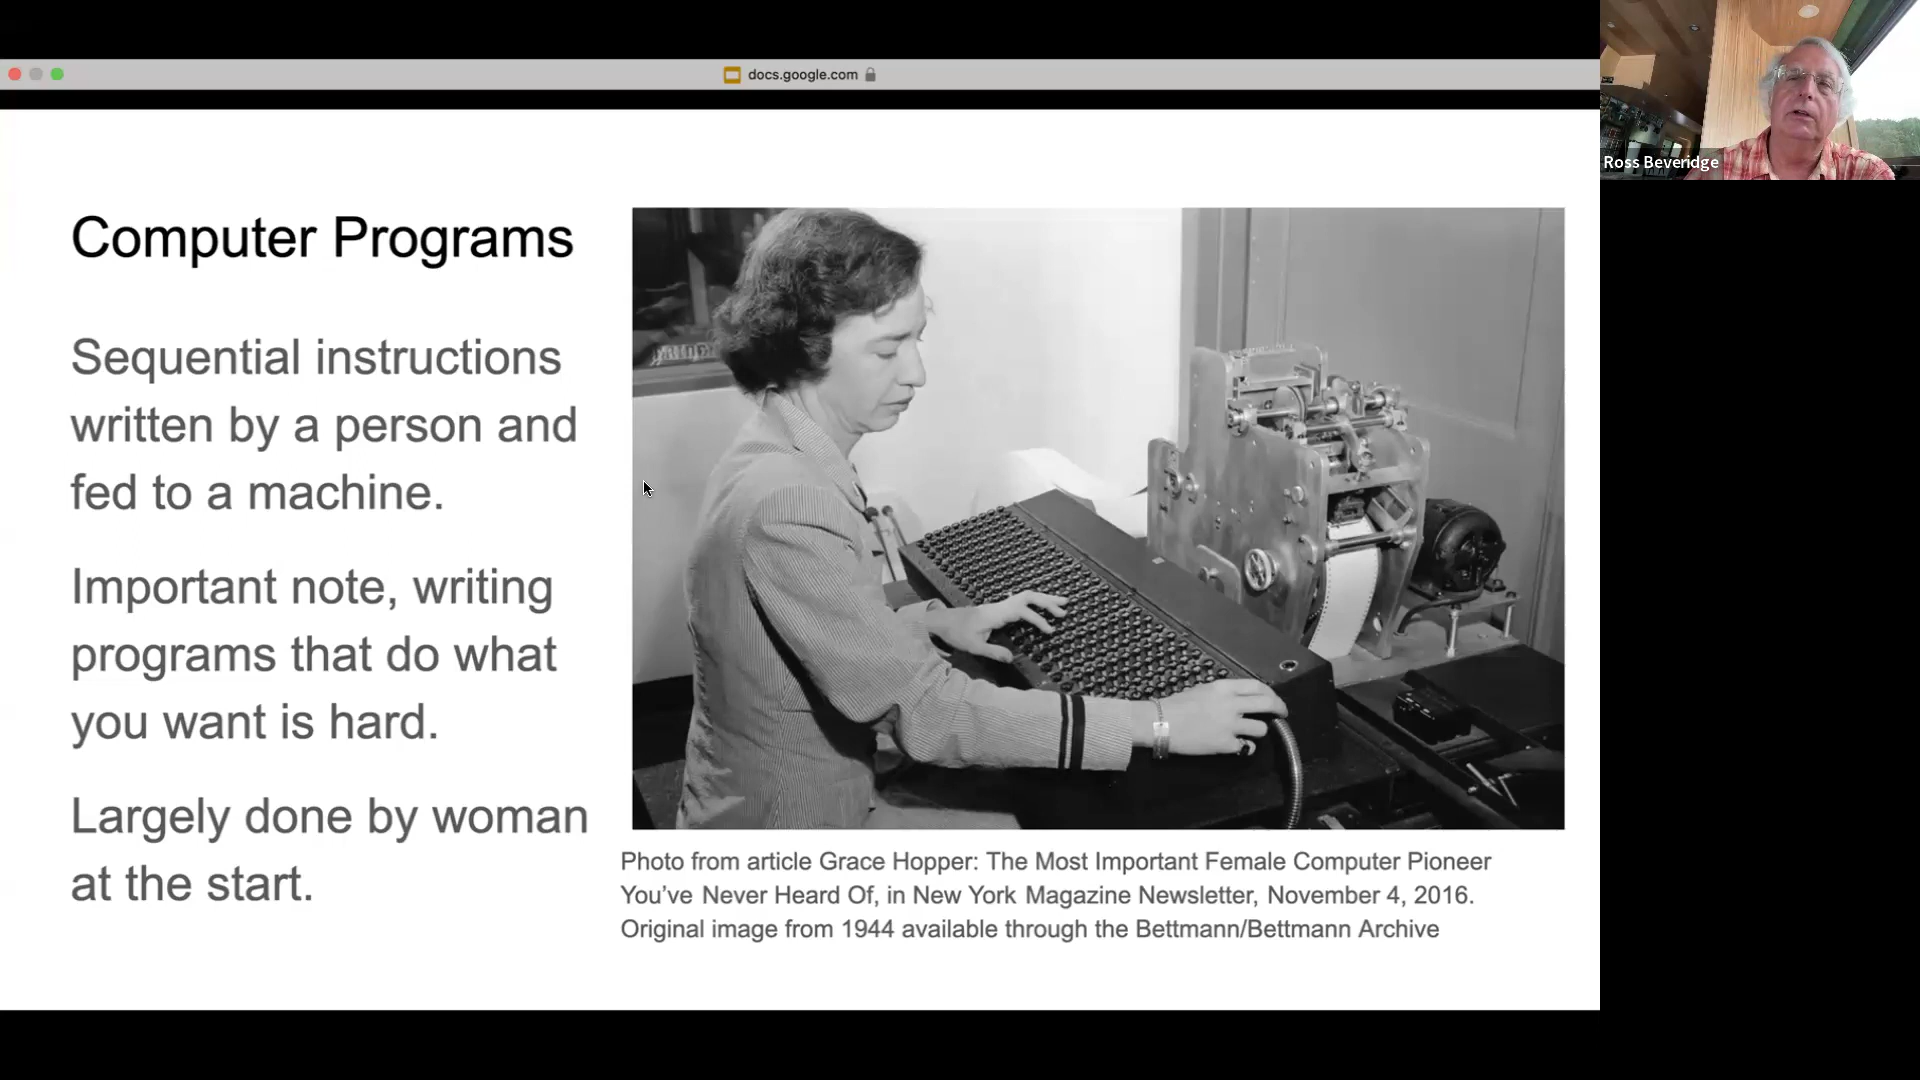 docs.google.com
Ross Beveridge
Computer Programs
Sequential instructions
written by a person and
fed to a machine.
Important note, writing
programs that do what
you want is hard.
Largely done by woman
at the start.
Photo from article Grace Hopper: The Most Important Female Computer Pioneer
You’ve Never Heard Of, in New York Magazine Newsletter, November 4, 2016.
Original image from 1944 available through the Bettmann/Bettmann Archive